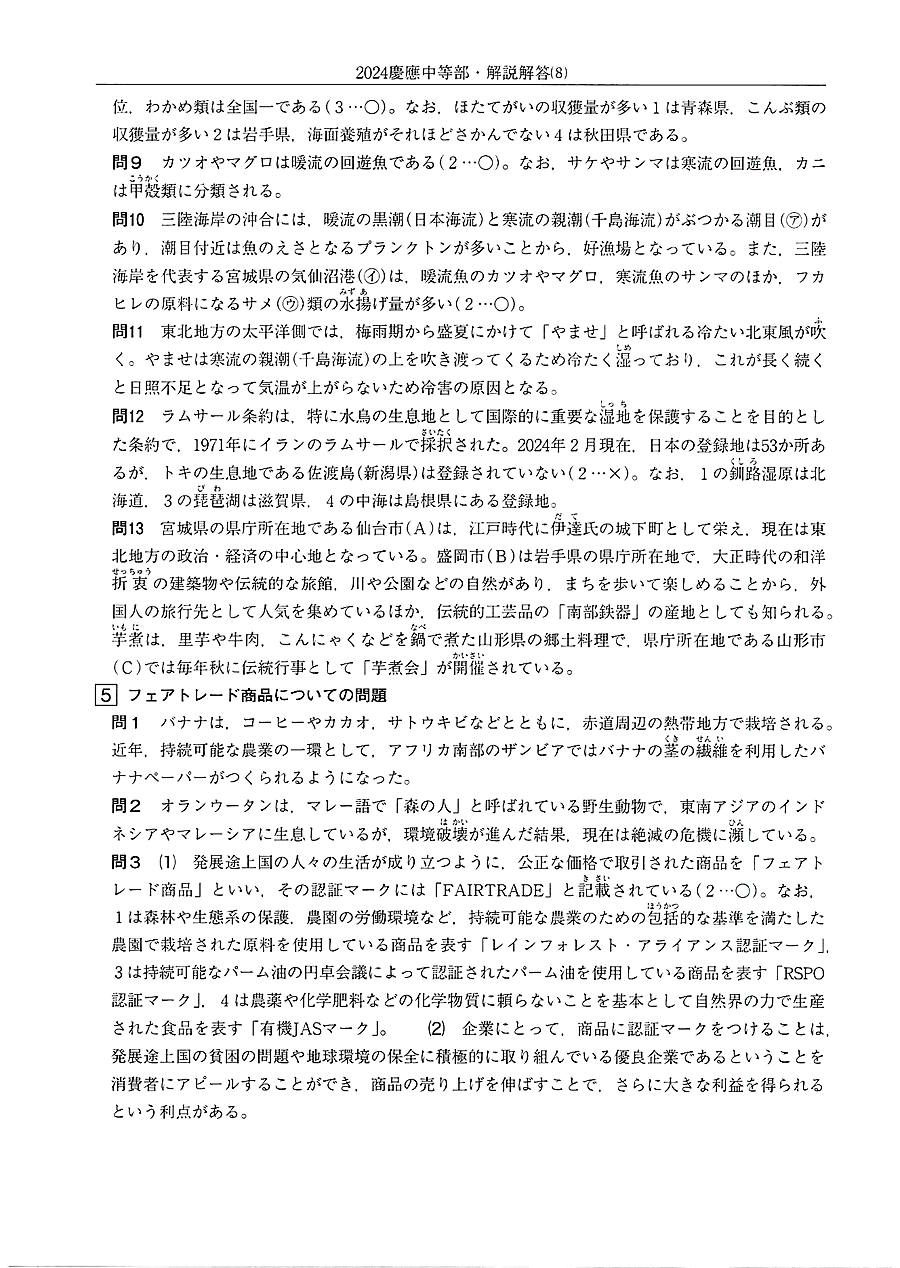 2024慶應中等部・解説解答(8)
位，わかめ類は全国一である(3…○)。なお，ほたてがいの収獲量が多い1は青森県，こんぶ類の
収獲量が多い2は岩手県，海面養殖がそれほどさかんでない4は秋田県である。
問9　カツオやマグロは暖流の回遊魚である(2…○)。なお，サケやサンマは寒流の回遊魚，カニ
は甲殻類に分類される。
問10　三陸海岸の沖合には，暖流の黒潮(日本海流)と寒流の親潮(千島海流)がぶつかる潮目(㋐)が
あり，潮目付近は魚のえさとなるプランクトンが多いことから，好漁場となっている。また，三陸
海岸を代表する宮城県の気仙沼港(㋑)は，暖流魚のカツオやマグロ，寒流魚のサンマのほか，フカ
ヒレの原料になるサメ(㋒)類の水揚げ量が多い(2…○)。
問11　東北地方の太平洋側では，梅雨期から盛夏にかけて「やませ」と呼ばれる冷たい北東風が吹
く。やませは寒流の親潮(千島海流)の上を吹き渡ってくるため冷たく湿っており，これが長く続く
と日照不足となって気温が上がらないため冷害の原因となる。
問12　ラムサール条約は，特に水鳥の生息地として国際的に重要な湿地を保護することを目的とし
た条約で，1971年にイランのラムサールで採択された。2024年2月現在，日本の登録地は53か所あ
るが，トキの生息地である佐渡島(新潟県)は登録されていない(2…×)。なお，1の釧路湿原は北
海道，3の琵琶湖は滋賀県，4の中海は島根県にある登録地。
問13　宮城県の県庁所在地である仙台市(A)は，江戸時代に伊達氏の城下町として栄え，現在は東
北地方の政治・経済の中心地となっている。盛岡市(B)は岩手県の県庁所在地で，大正時代の和洋
折衷の建築物や伝統的な旅館，川や公園などの自然があり，まちを歩いて楽しめることから，外
国人の旅行先として人気を集めているほか，伝統的工芸品の「南部鉄器」の産地としても知られる。
芋煮は，里芋や牛肉，こんにゃくなどを鍋で煮た山形県の郷土料理で，県庁所在地である山形市
(C)では毎年秋に伝統行事として「芋煮会」が開催されている。
5　フェアトレード商品についての問題
問1　バナナは，コーヒーやカカオ，サトウキビなどとともに，赤道周辺の熱帯地方で栽培される。
近年，持続可能な農業の一環として，アフリカ南部のザンビアではバナナの茎の繊維を利用したバ
ナナペーパーがつくられるようになった。
問2　オランウータンは，マレー語で「森の人」と呼ばれている野生動物で，東南アジアのインド
ネシアやマレーシアに生息しているが，環境破壊が進んだ結果，現在は絶滅の危機に瀕している。
問3　(1)　発展途上国の人々の生活が成り立つように，公正な価格で取引された商品を「フェアト
レード商品」といい，その認証マークには「FAIRTRADE」と記載されている(2…○)。なお，
1は森林や生態系の保護，農園の労働環境など，持続可能な農業のための包括的な基準を満たした
農園で栽培された原料を使用している商品を表す「レインフォレスト・アライアンス認証マーク」，
3は持続可能なパーム油の円卓会議によって認証されたパーム油を使用している商品を表す「RSPO
認証マーク」，4は農薬や化学肥料などの化学物質に頼らないことを基本として自然界の力で生産
された食品を表す「有機JASマーク」。　(2)　企業にとって，商品に認証マークをつけることは，
発展途上国の貧困の問題や地球環境の保全に積極的に取り組んでいる優良企業であるということを
消費者にアピールすることができ，商品の売り上げを伸ばすことで，さらに大きな利益を得られる
という利点がある。